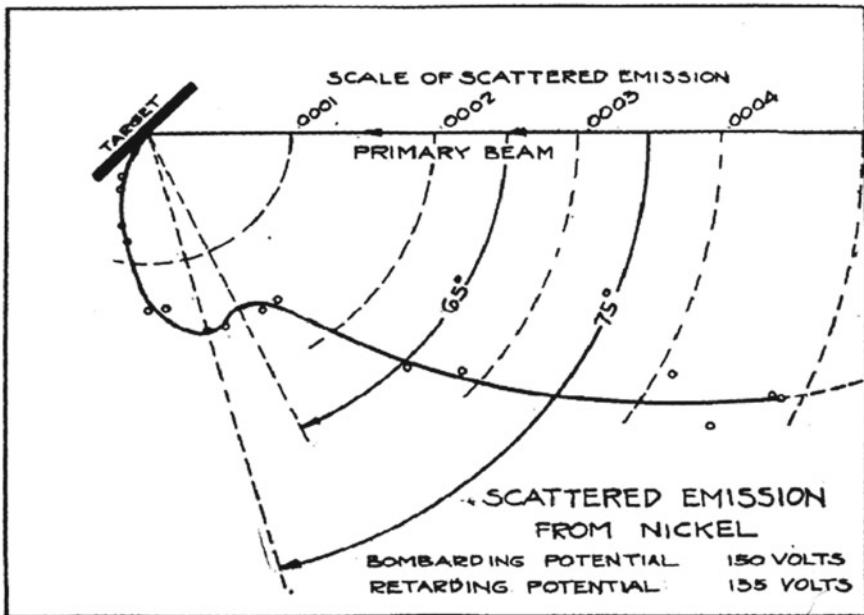 SCALE OF SCATTERED EMISSION
TARGET
.0001
.0002
.0003
.0004
PRIMARY BEAM
65°
75°
SCATTERED EMISSION
FROM NICKEL
BOMBARDING POTENTIAL 150 VOLTS
RETARDING POTENTIAL 135 VOLTS